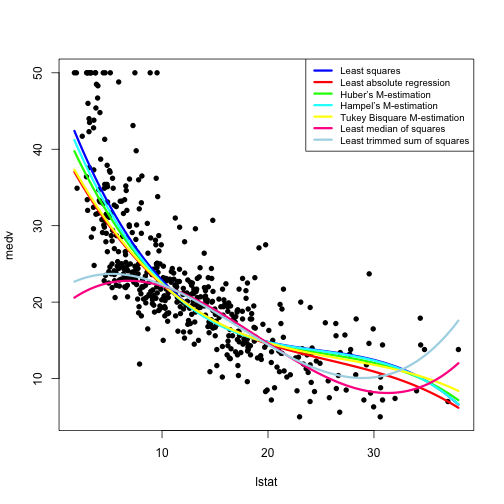 Least squares
Least absolute regression
Huber's M-estimation
Hampel's M-estimation
Tukey Bisquare M-estimation
Least median of squares
Least trimmed sum of squares
50
40
30
20
10
medv
10 20 30
lstat